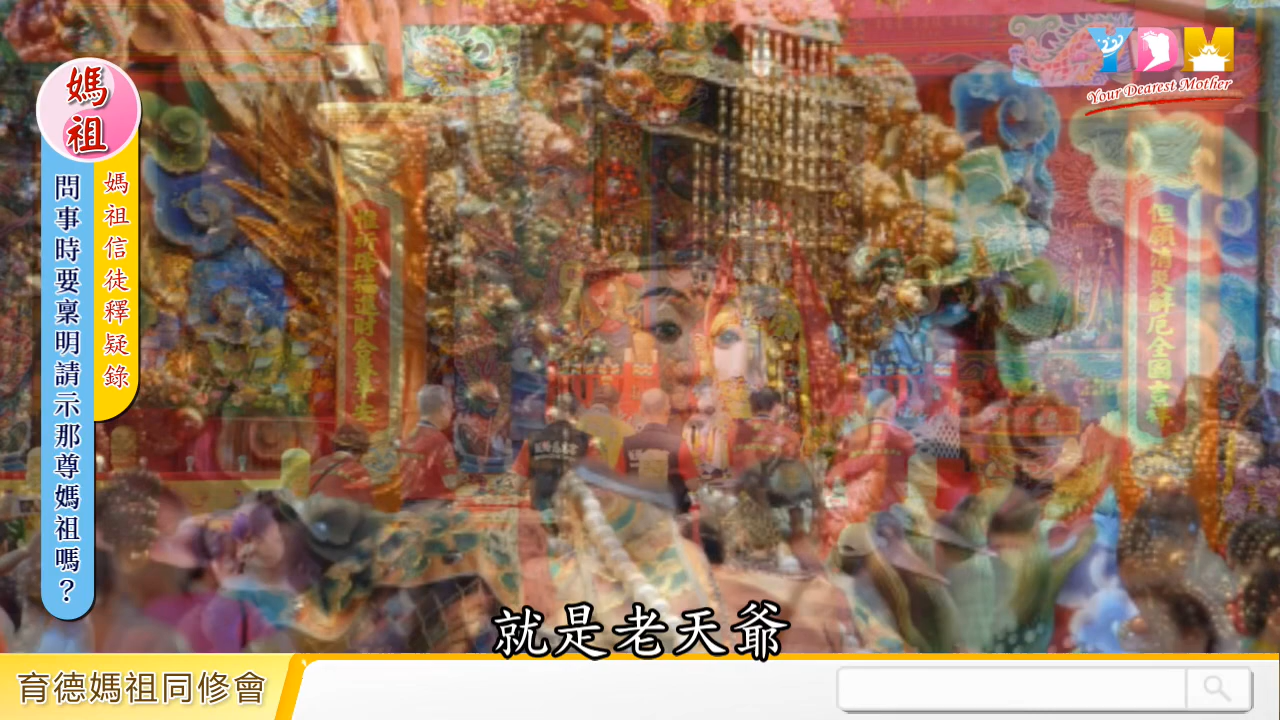 媽祖
媽祖信徒釋疑錄
問事時要稟明請示那尊媽祖嗎？
YDM
Your Dearest Mother
就是老天爺
育德媽祖同修會